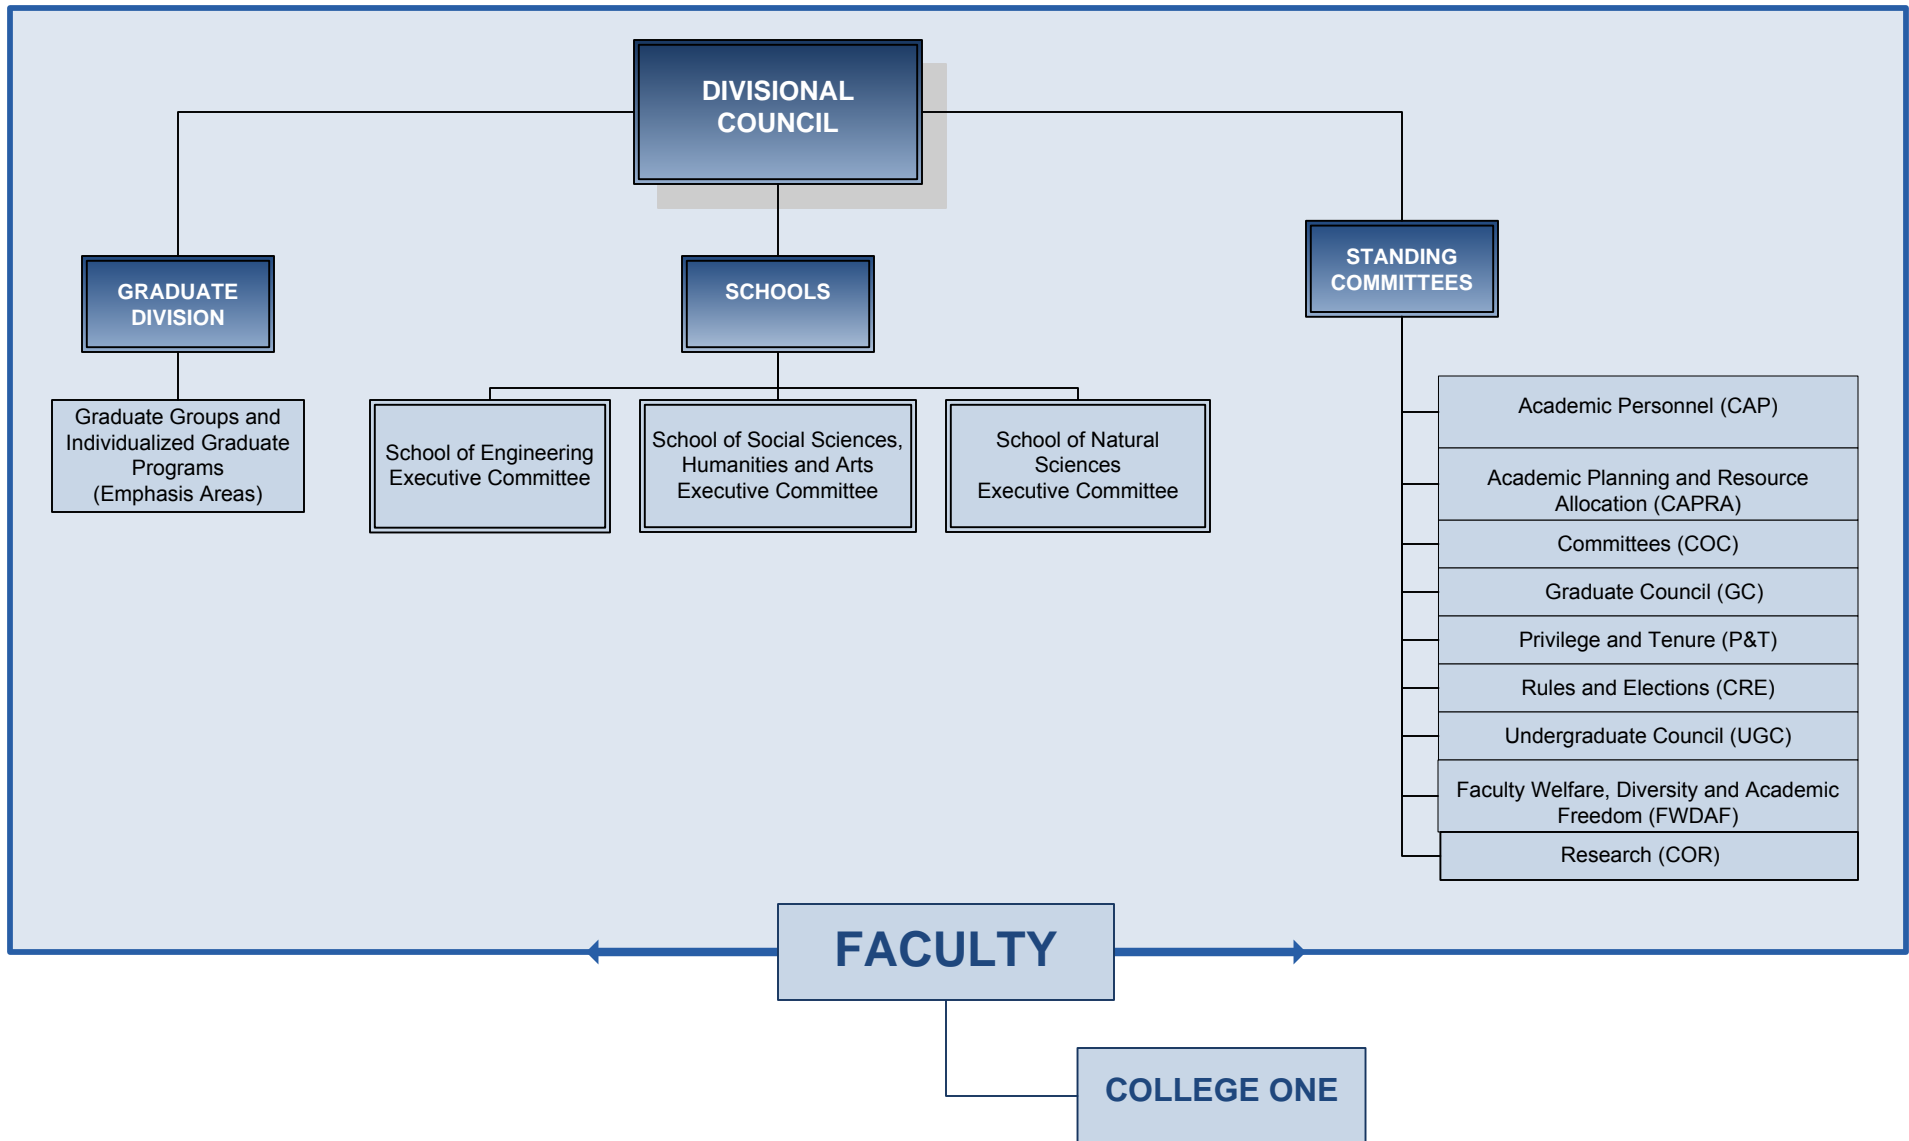 DIVISIONAL
COUNCIL
GRADUATE
DIVISION
SCHOOLS
STANDING
COMMITTEES
Graduate Groups and
Individualized Graduate
Programs
(Emphasis Areas)
School of Engineering
Executive Committee
School of Social Sciences,
Humanities and Arts
Executive Committee
School of Natural
Sciences
Executive Committee
Academic Personnel (CAP)
Academic Planning and Resource
Allocation (CAPRA)
Committees (COC)
Graduate Council (GC)
Privilege and Tenure (P&T)
Rules and Elections (CRE)
Undergraduate Council (UGC)
Faculty Welfare, Diversity and Academic
Freedom (FWDAF)
Research (COR)
FACULTY
COLLEGE ONE